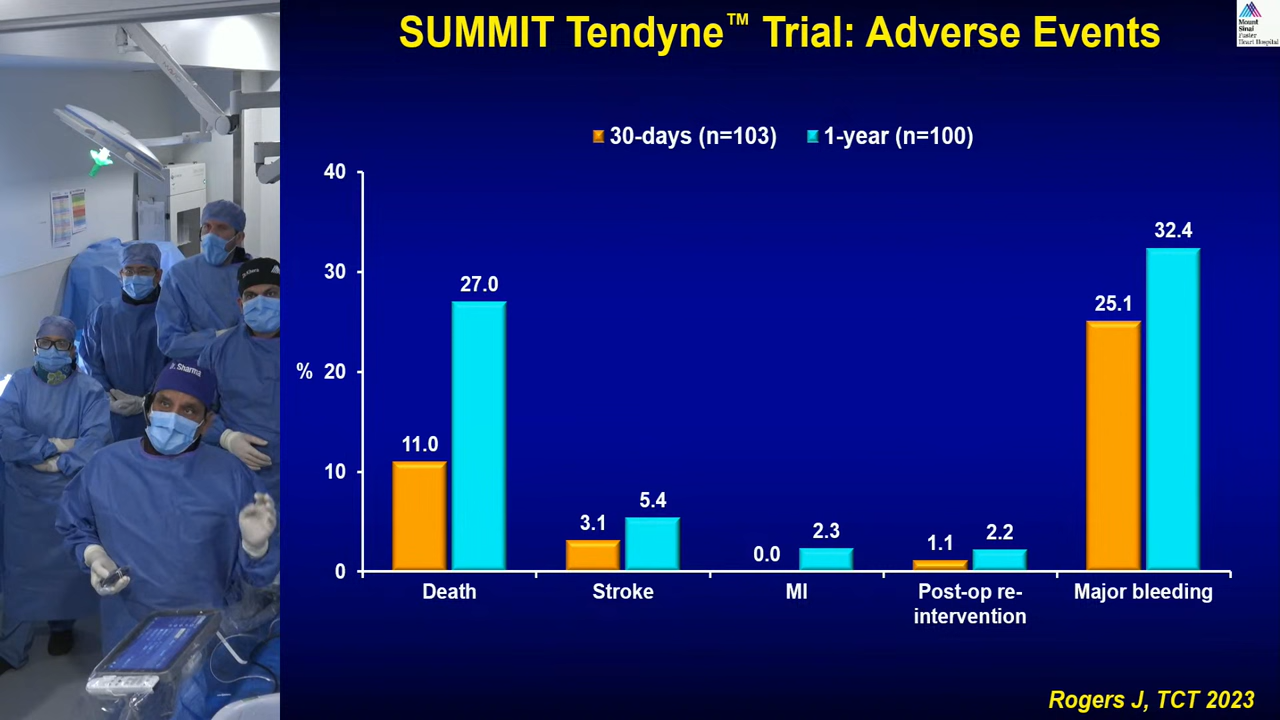 SUMMIT Tendyne™ Trial: Adverse Events
Mount
Sinai
Fuster
Heart Hospital
30-days (n=103)
1-year (n=100)
40
30
% 20
10
0
11.0
27.0
3.1
5.4
0.0
2.3
1.1
2.2
25.1
32.4
Death
Stroke
MI
Post-op re-
intervention
Major bleeding
Rogers J, TCT 2023
Dr. Sharma